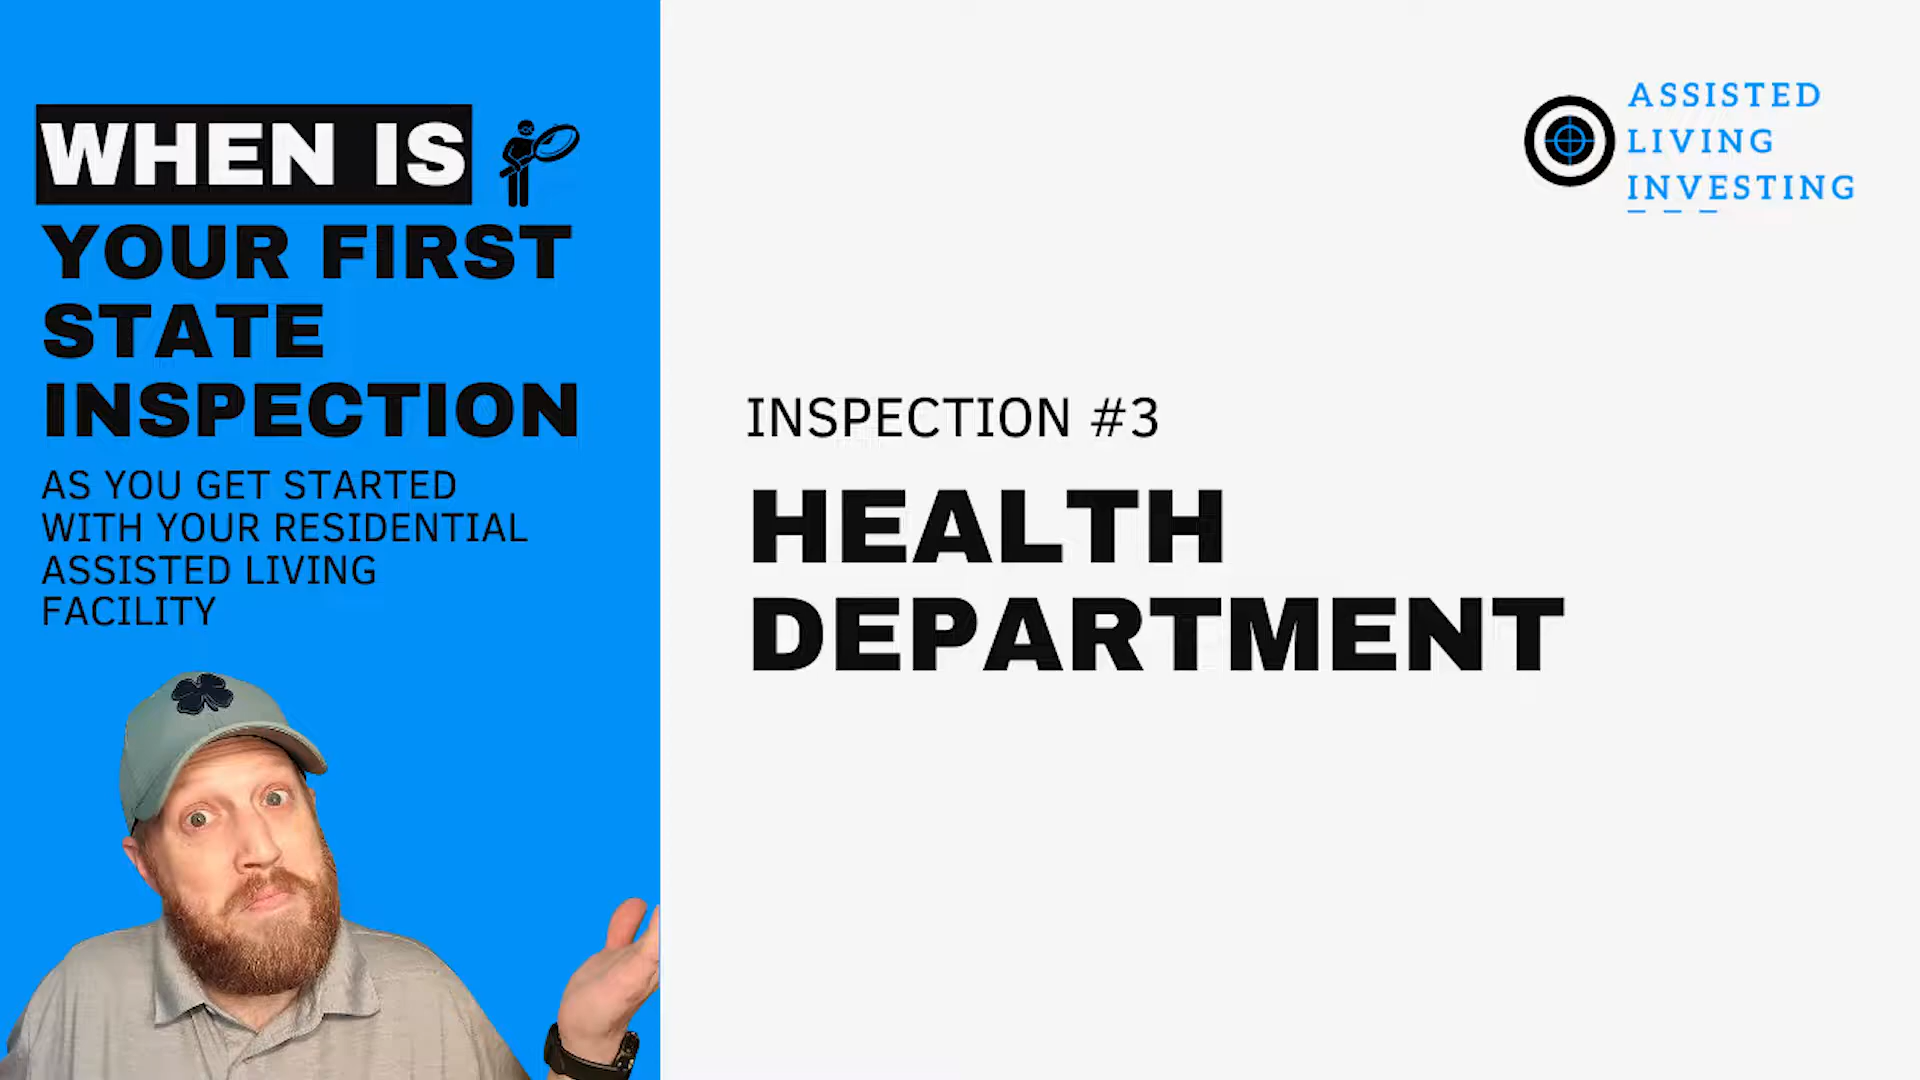 WHEN IS
YOUR FIRST
STATE
INSPECTION
AS YOU GET STARTED
WITH YOUR RESIDENTIAL
ASSISTED LIVING
FACILITY
ASSISTED
LIVING
INVESTING
INSPECTION #3
HEALTH
DEPARTMENT